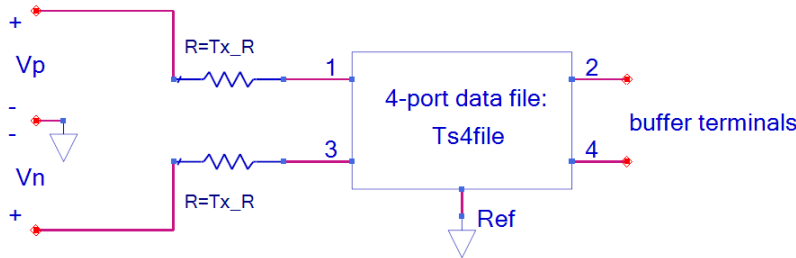 +
R=Tx_R
Vp
1
2
4-port data file:
-
Ts4file
buffer terminals
-
3
4
Vn
R=Tx_R
+
Ref